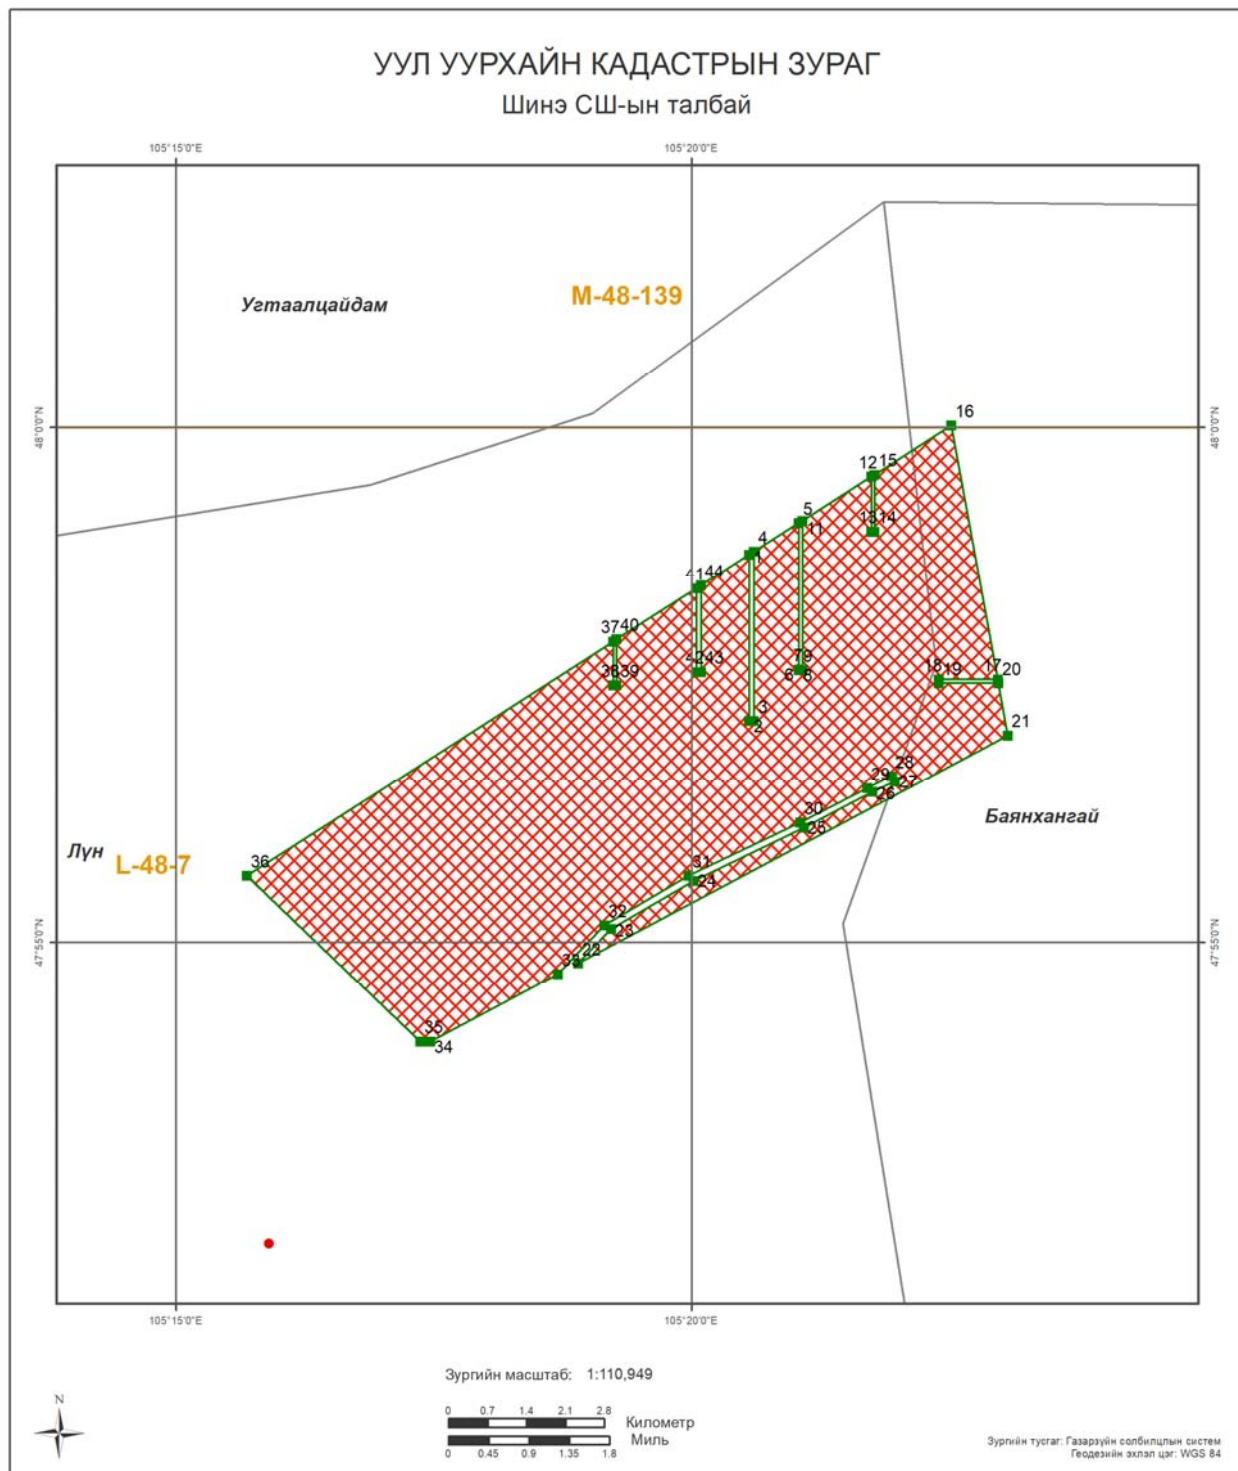 УУЛ УУРХАЙН КАДАСТРЫН ЗУРАГ
Шинэ СШ-ын талбай
105°15'0"E
105°20'0"E
M-48-139
Угтаалцайдам
16
48°0'0"N
48°0'0"N
12
15
5
11
13
14
4
1
41
44
37
40
42
43
7
9
6
8
38
39
18
19
17
20
3
2
21
28
29
27
26
30
25
Баянхангай
Лүн
L-48-7
36
31
24
32
23
47°55'0"N
47°55'0"N
33
22
35
34
105°15'0"E
105°20'0"E
Зургийн масштаб: 1:110,949
N
0 0.7 1.4 2.1 2.8
Километр
Миль
0 0.45 0.9 1.35 1.8
Зургийн тусгаг: Газарзүйн солбилцлын систем
Геодезийн эхлэл цэг: WGS 84